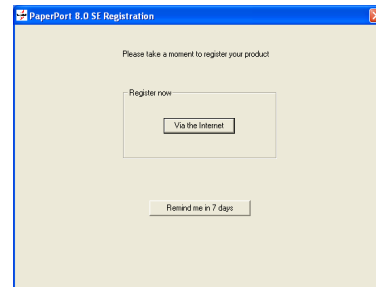 PaperPort 8.0 SE Registration
Please take a moment to register your product
Register now
Via the Internet
Remind me in 7 days